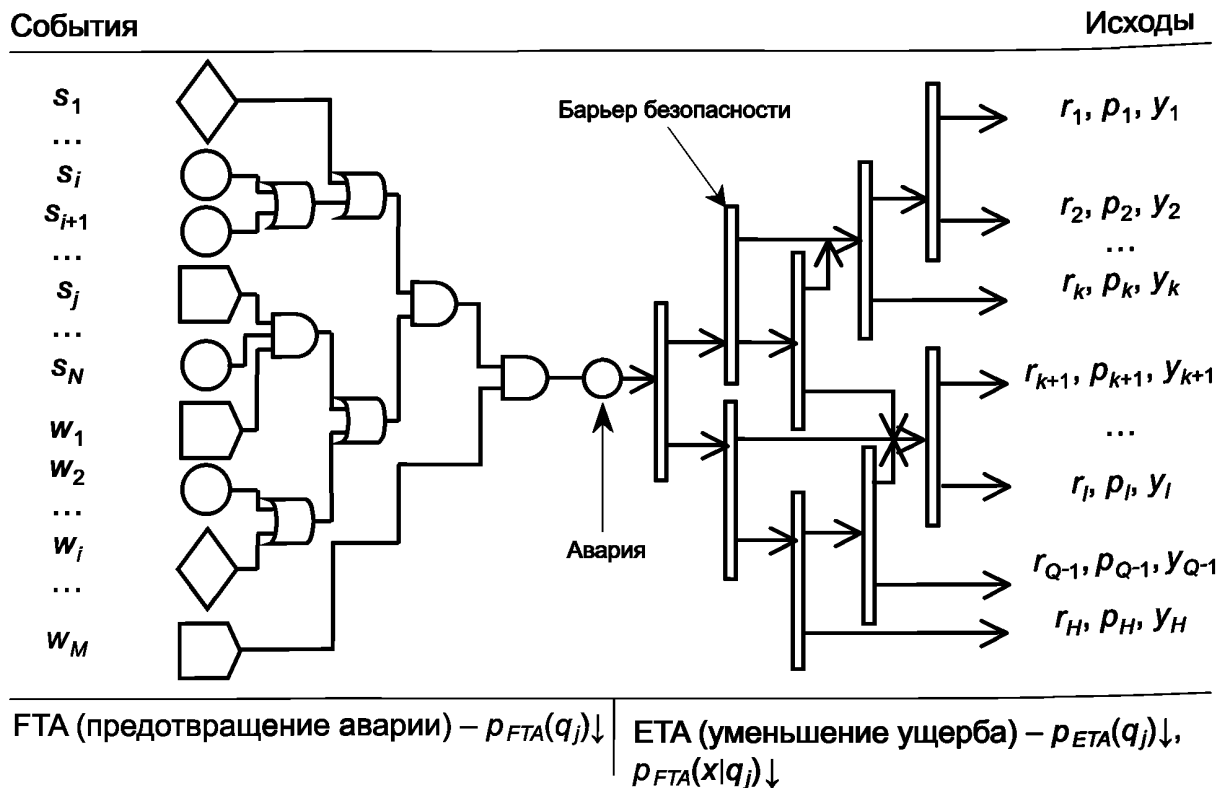 События
Исходы
s1
...
si
si+1
...
sj
...
sN
w1
w2
...
wi
...
wM
Барьер безопасности
Авария
r1, p1, y1
r2, p2, y2
...
rk, pk, yk
rk+1, pk+1, yk+1
...
rl, pl, yl
rQ-1, pQ-1, yQ-1
rH, pH, yH
FTA (предотвращение аварии) – pFTA(qj)↓
ETA (уменьшение ущерба) – pETA(qj)↓,
pFTA(x|qj)↓